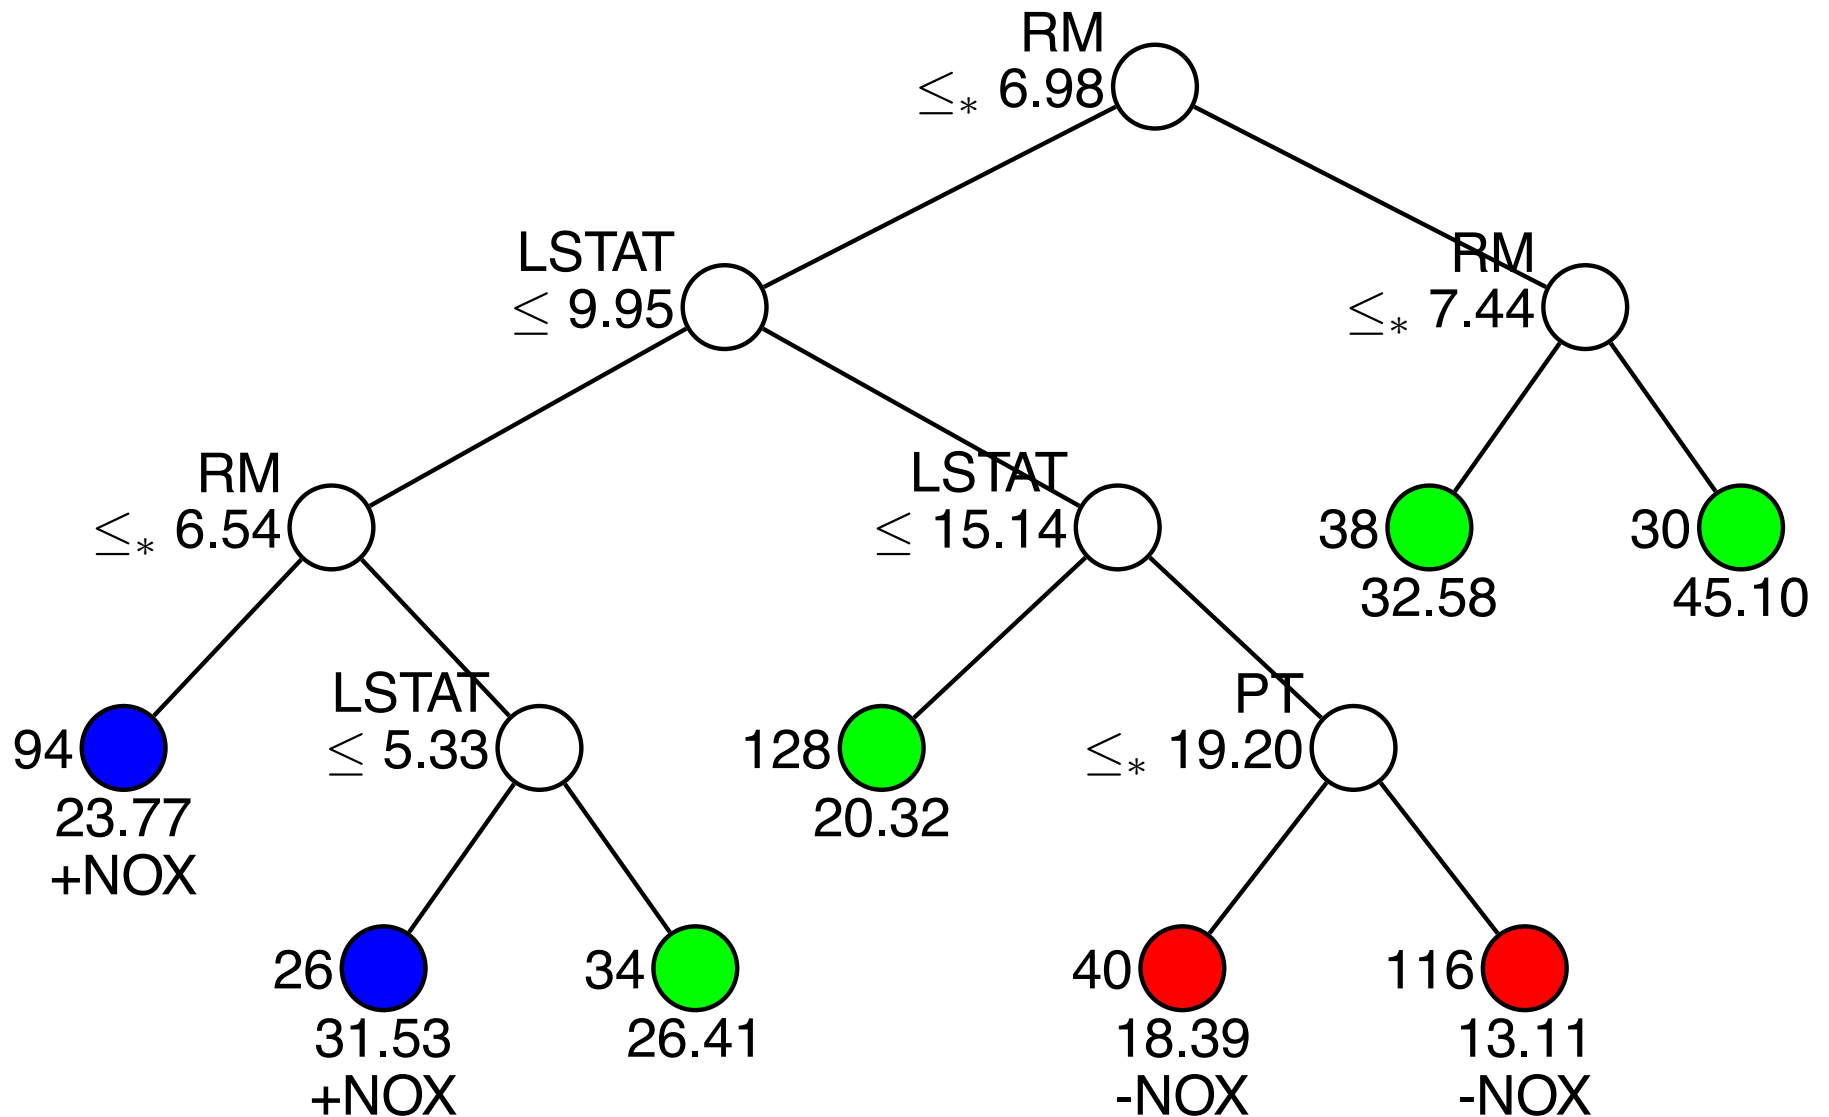 RM
≤* 6.98
LSTAT
≤ 9.95
RM
≤* 7.44
RM
≤* 6.54
LSTAT
≤ 15.14
38
32.58
30
45.10
94
23.77
+NOX
LSTAT
≤ 5.33
128
20.32
PT
≤* 19.20
26
31.53
+NOX
34
26.41
40
18.39
-NOX
116
13.11
-NOX